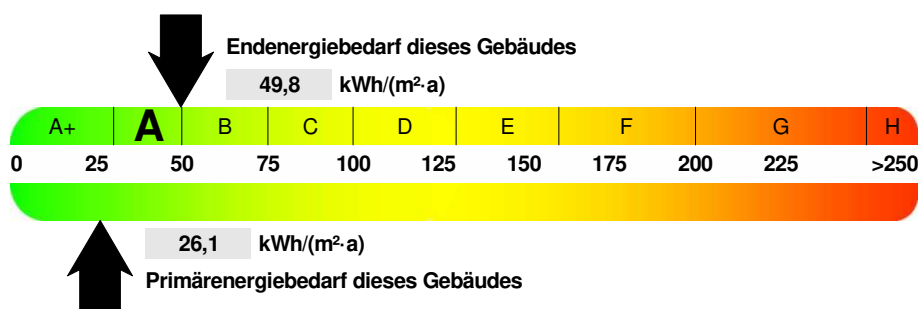 Endenergiebedarf dieses Gebäudes
49,8 kWh/(m²·a)
A+ A B C D E F G H
0 25 50 75 100 125 150 175 200 225 >250
26,1 kWh/(m²·a)
Primärenergiebedarf dieses Gebäudes